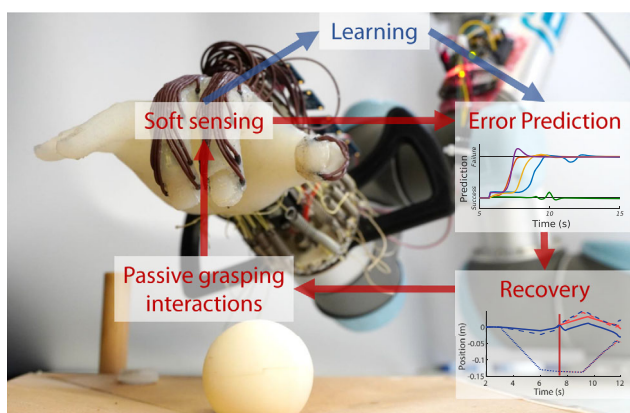 Learning
Soft sensing
Error Prediction
Prediction
Failure
Success
5
10
15
Time (s)
Passive grasping
interactions
Recovery
Position (m)
0
-0.05
-0.1
-0.15
2
4
6
8
10
12
Time (s)